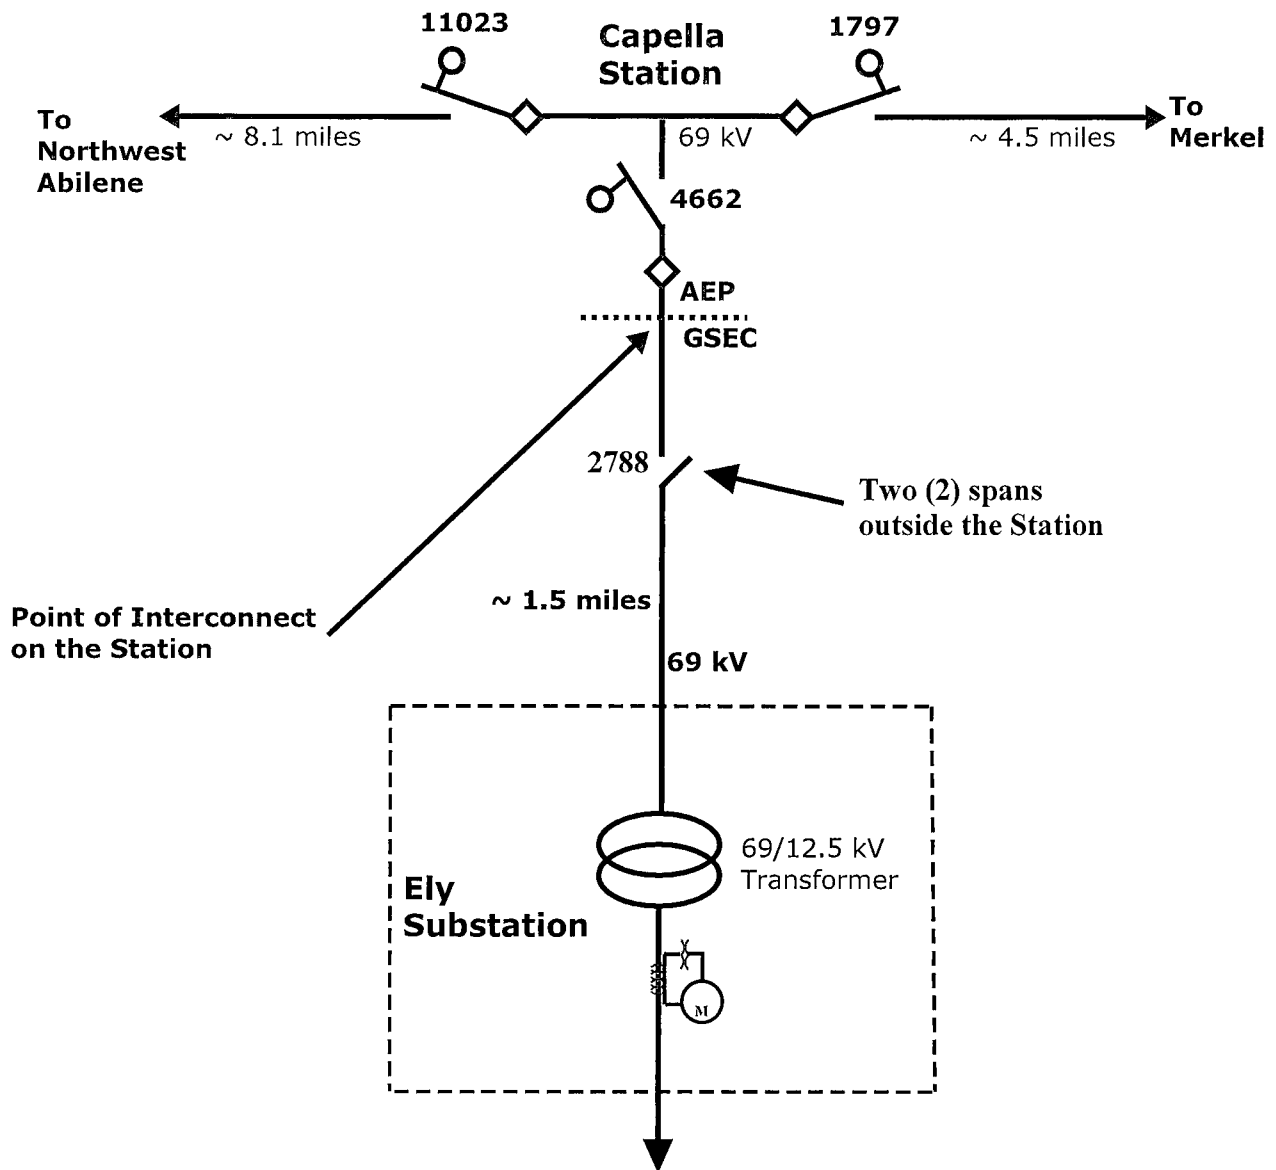 11023
Capella
Station
1797
To
Northwest
Abilene
~ 8.1 miles
69 kV
~ 4.5 miles
To
Merkel
4662
AEP
GSEC
2788
Two (2) spans
outside the Station
~ 1.5 miles
Point of Interconnect
on the Station
69 kV
69/12.5 kV
Transformer
Ely
Substation
M